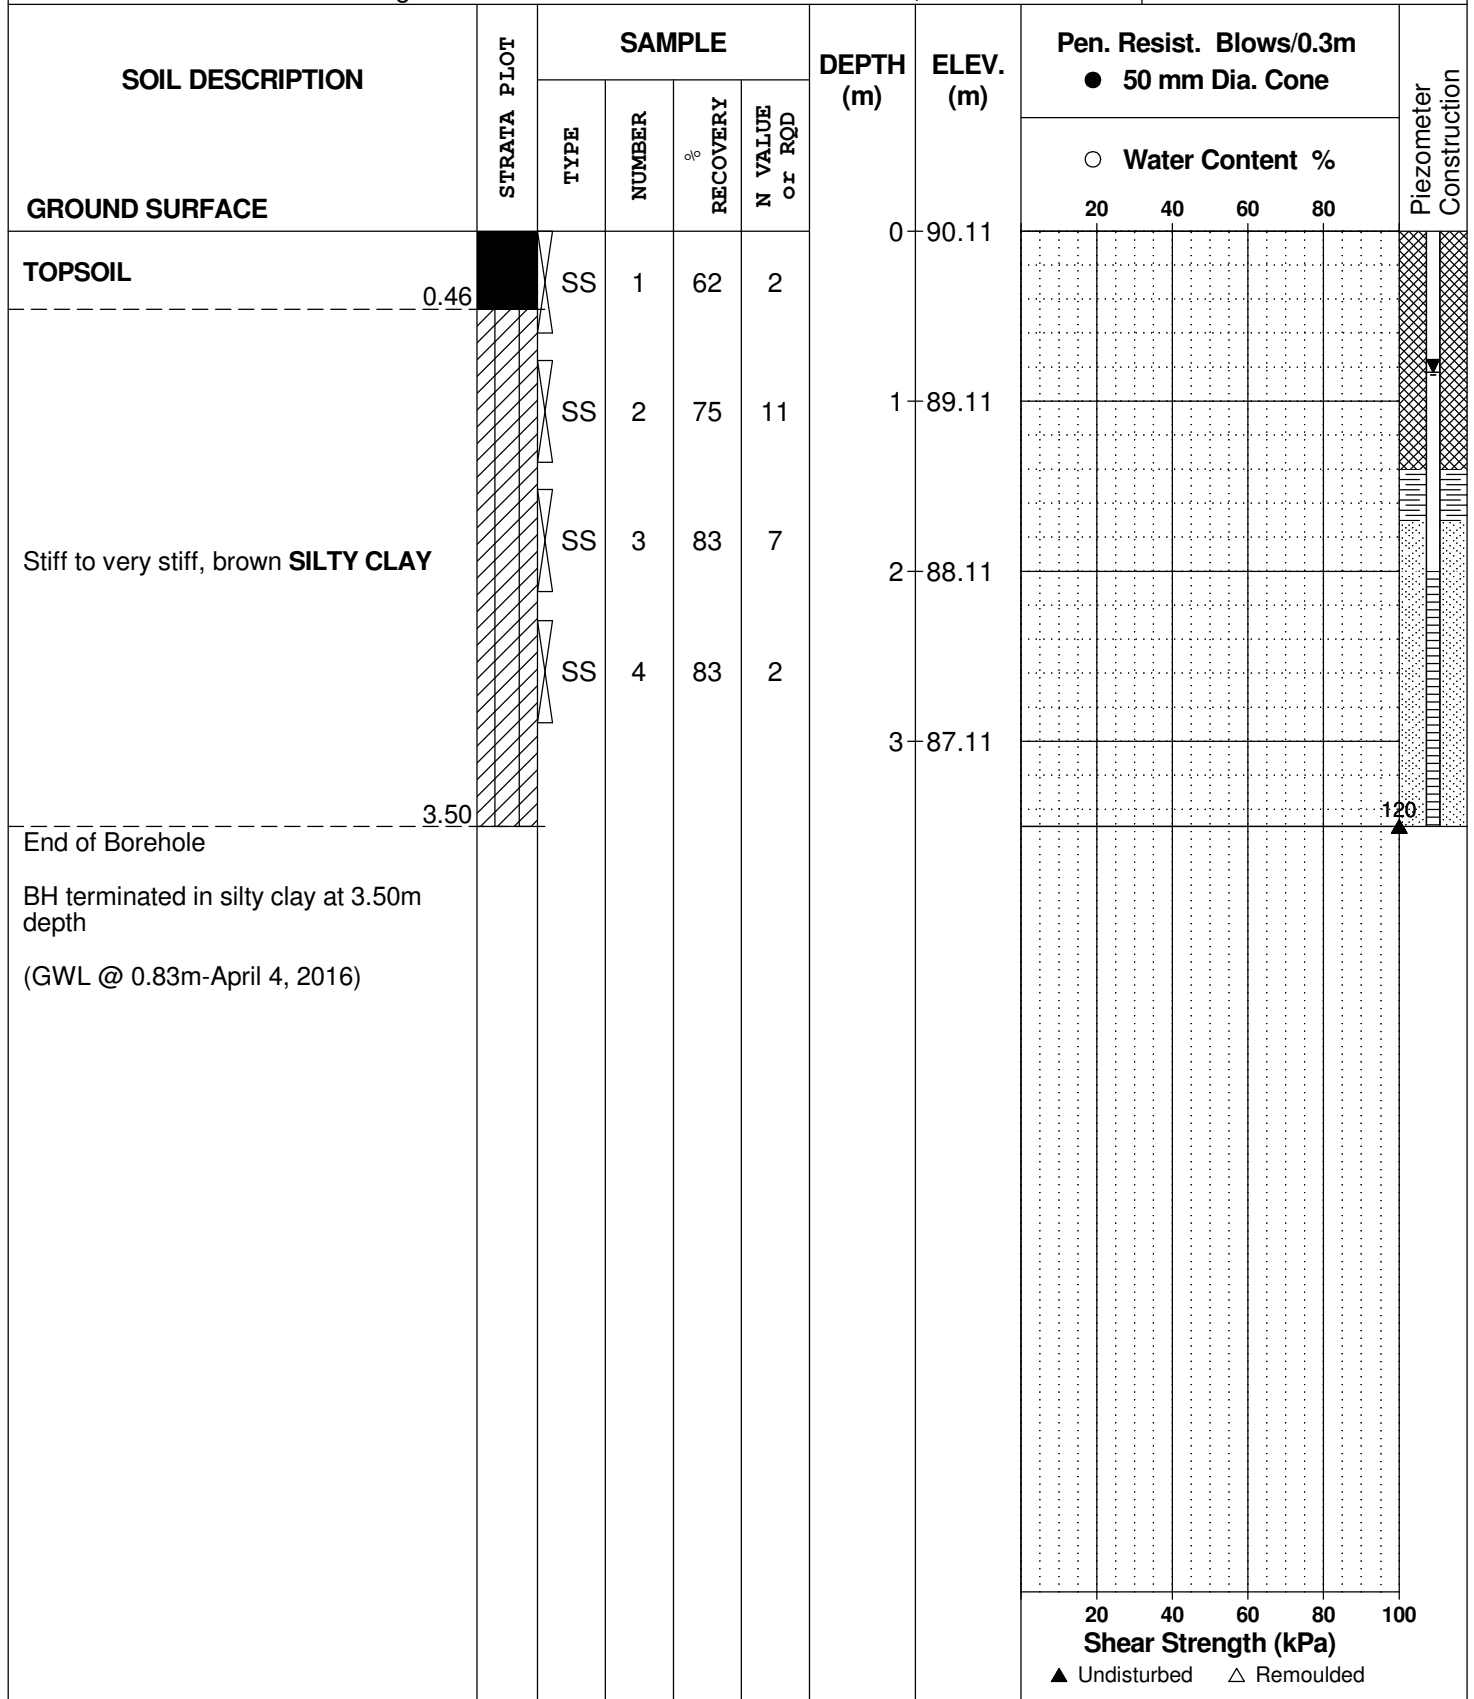 SOIL DESCRIPTION
GROUND SURFACE
STRATA PLOT
SAMPLE
TYPE
NUMBER
% RECOVERY
N VALUE or RQD
DEPTH (m)
ELEV. (m)
Pen. Resist. Blows/0.3m
● 50 mm Dia. Cone
○ Water Content %
20 40 60 80
Piezometer Construction
0 90.11
TOPSOIL
0.46
SS 1 62 2
SS 2 75 11
1 89.11
SS 3 83 7
Stiff to very stiff, brown SILTY CLAY
2 88.11
SS 4 83 2
3 87.11
3.50
120
End of Borehole
BH terminated in silty clay at 3.50m
depth
(GWL @ 0.83m-April 4, 2016)
20 40 60 80 100
Shear Strength (kPa)
▲ Undisturbed △ Remoulded